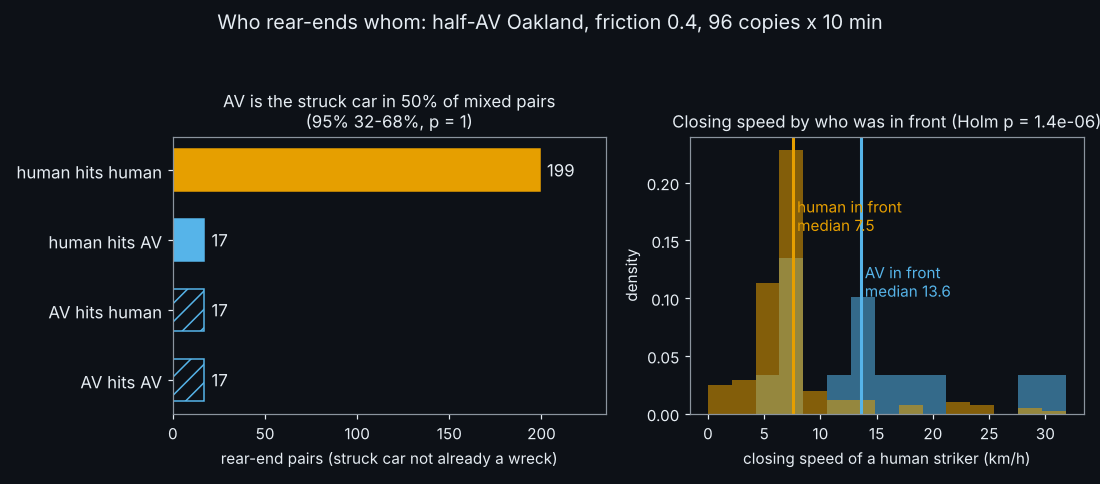 Who rear-ends whom: half-AV Oakland, friction 0.4, 96 copies x 10 min
AV is the struck car in 50% of mixed pairs
(95% 32-68%, p = 1)
human hits human
199
human hits AV
17
AV hits human
17
AV hits AV
17
0
50
100
150
200
rear-end pairs (struck car not already a wreck)
Closing speed by who was in front (Holm p = 1.4e-06)
0.20
0.15
0.10
0.05
0.00
density
human in front
median 7.5
AV in front
median 13.6
0
5
10
15
20
25
30
closing speed of a human striker (km/h)